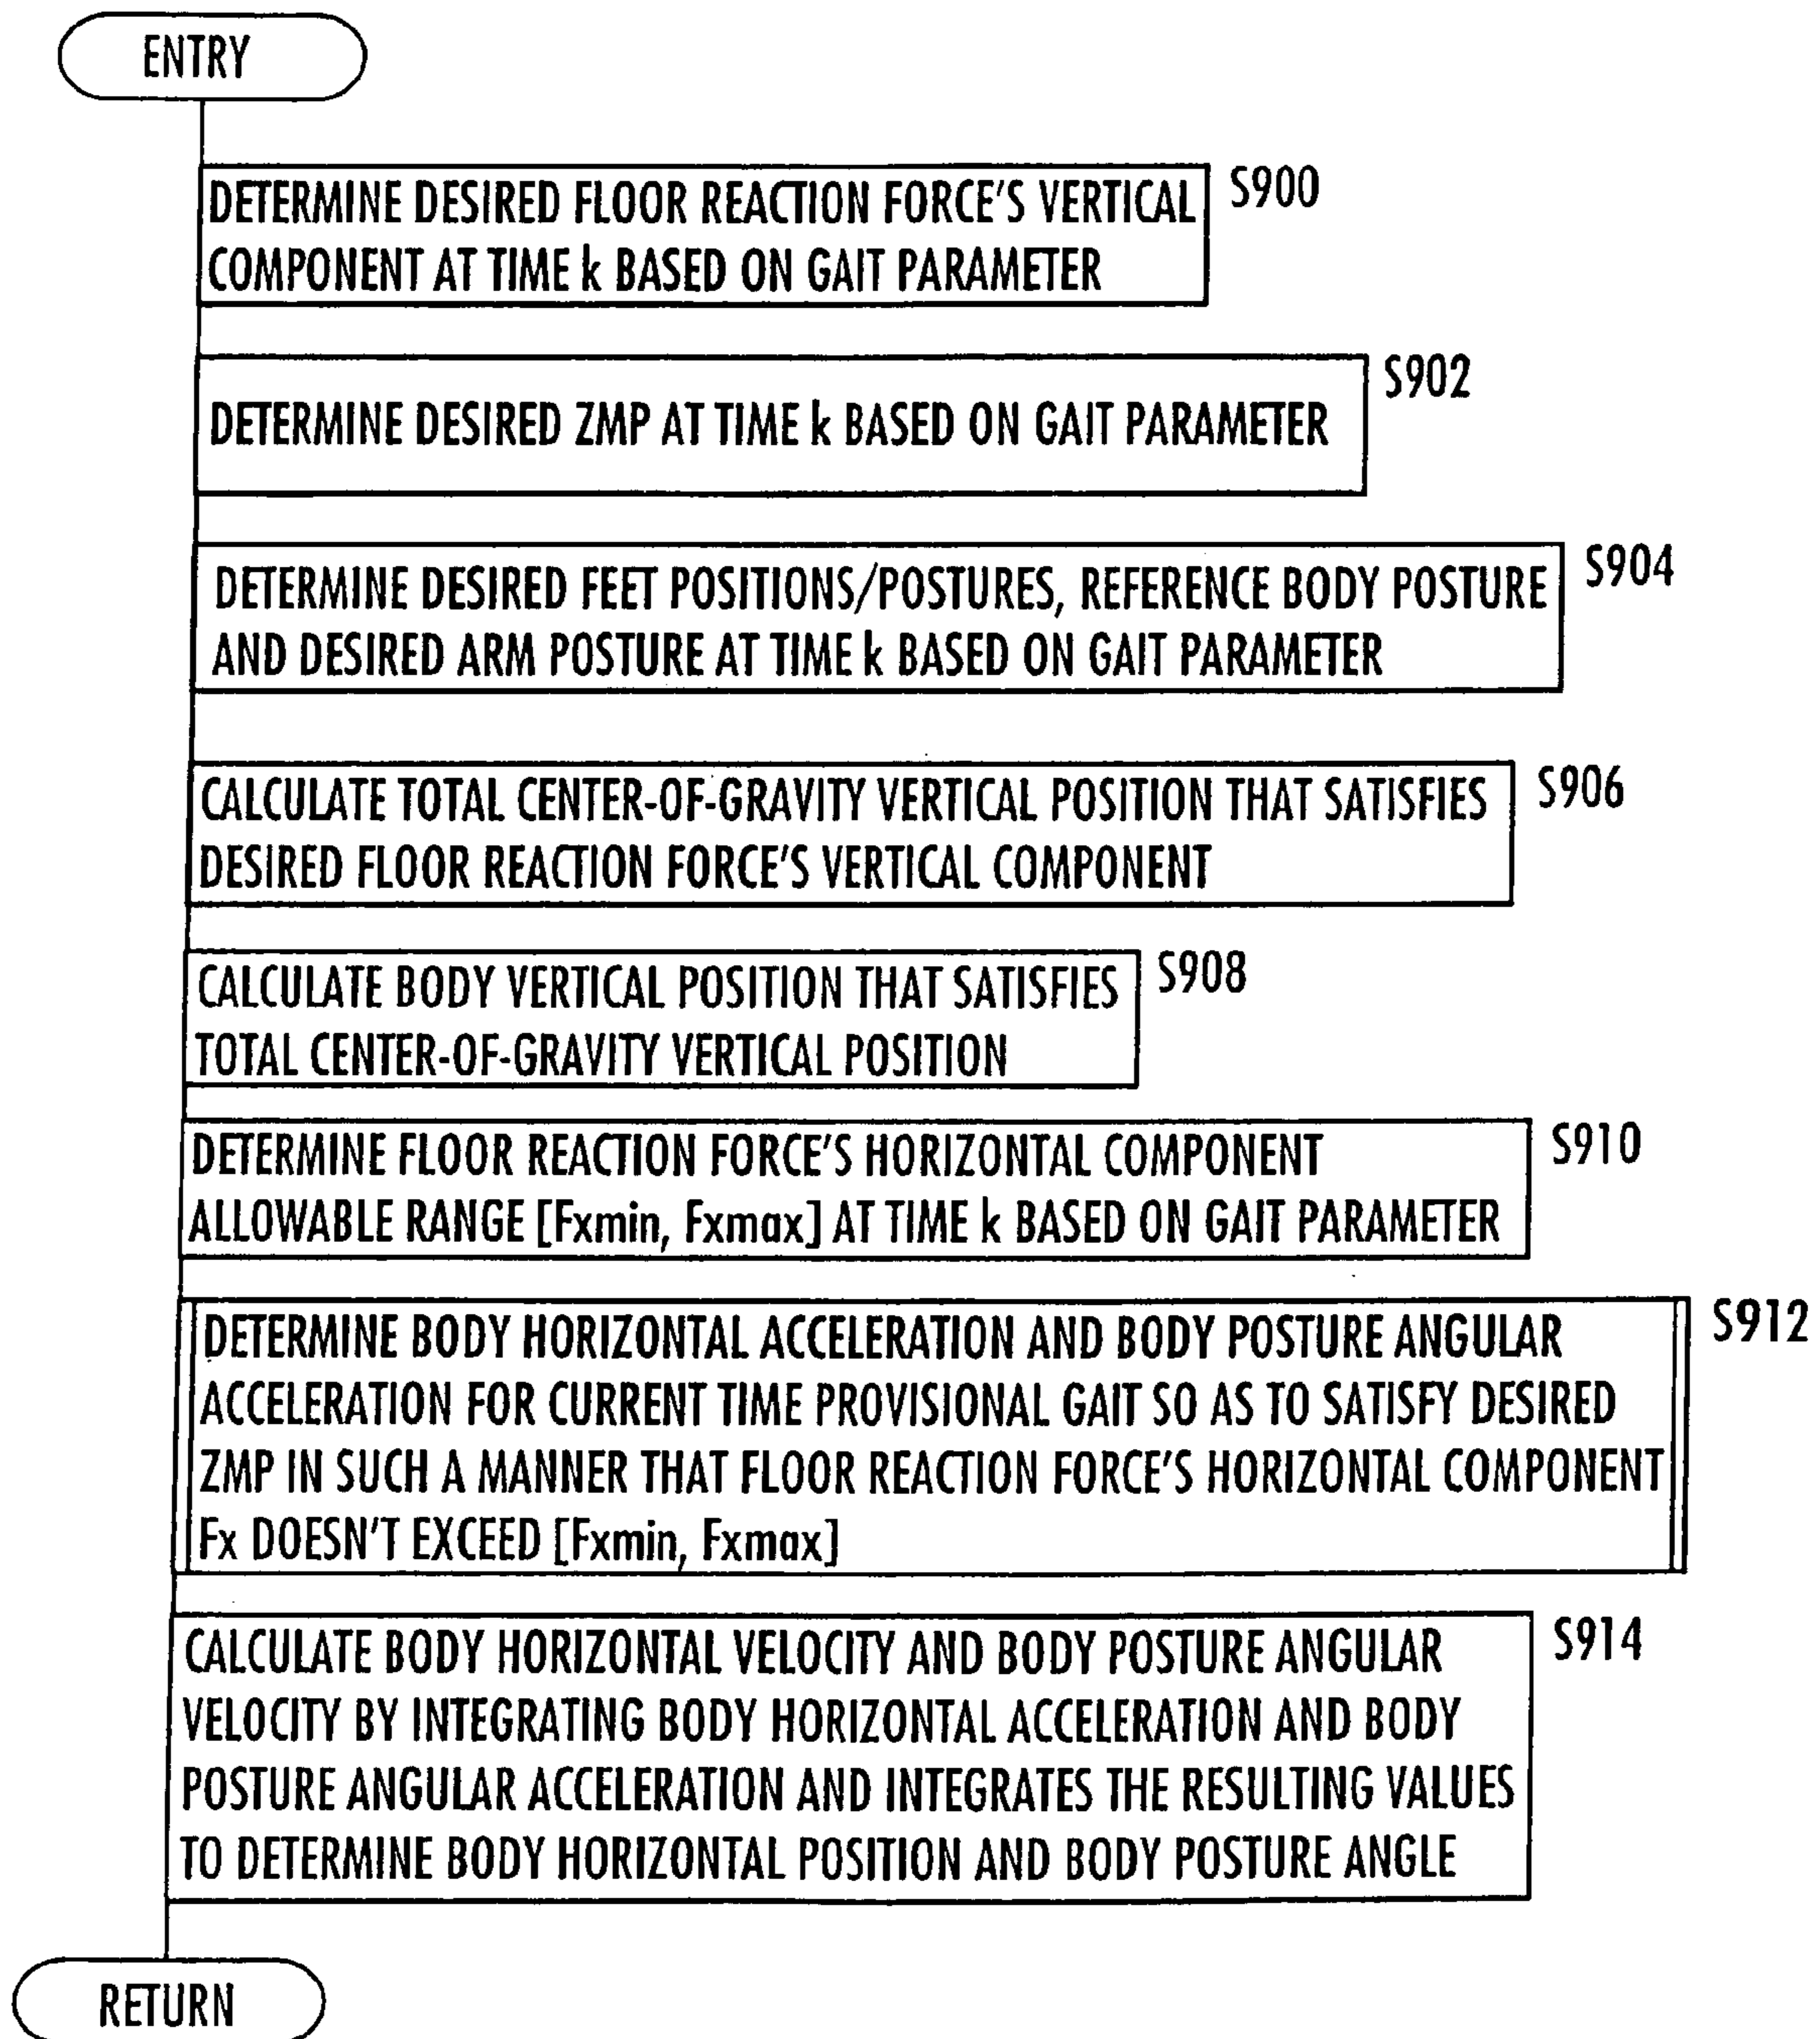 ENTRY
DETERMINE DESIRED FLOOR REACTION FORCE'S VERTICAL
COMPONENT AT TIME k BASED ON GAIT PARAMETER
S900
DETERMINE DESIRED ZMP AT TIME k BASED ON GAIT PARAMETER
S902
DETERMINE DESIRED FEET POSITIONS/POSTURES, REFERENCE BODY POSTURE
AND DESIRED ARM POSTURE AT TIME k BASED ON GAIT PARAMETER
S904
CALCULATE TOTAL CENTER-OF-GRAVITY VERTICAL POSITION THAT SATISFIES
DESIRED FLOOR REACTION FORCE'S VERTICAL COMPONENT
S906
CALCULATE BODY VERTICAL POSITION THAT SATISFIES
TOTAL CENTER-OF-GRAVITY VERTICAL POSITION
S908
DETERMINE FLOOR REACTION FORCE'S HORIZONTAL COMPONENT
ALLOWABLE RANGE [Fxmin, Fxmax] AT TIME k BASED ON GAIT PARAMETER
S910
DETERMINE BODY HORIZONTAL ACCELERATION AND BODY POSTURE ANGULAR
ACCELERATION FOR CURRENT TIME PROVISIONAL GAIT SO AS TO SATISFY DESIRED
ZMP IN SUCH A MANNER THAT FLOOR REACTION FORCE'S HORIZONTAL COMPONENT
Fx DOESN'T EXCEED [Fxmin, Fxmax]
S912
CALCULATE BODY HORIZONTAL VELOCITY AND BODY POSTURE ANGULAR
VELOCITY BY INTEGRATING BODY HORIZONTAL ACCELERATION AND BODY
POSTURE ANGULAR ACCELERATION AND INTEGRATES THE RESULTING VALUES
TO DETERMINE BODY HORIZONTAL POSITION AND BODY POSTURE ANGLE
S914
RETURN